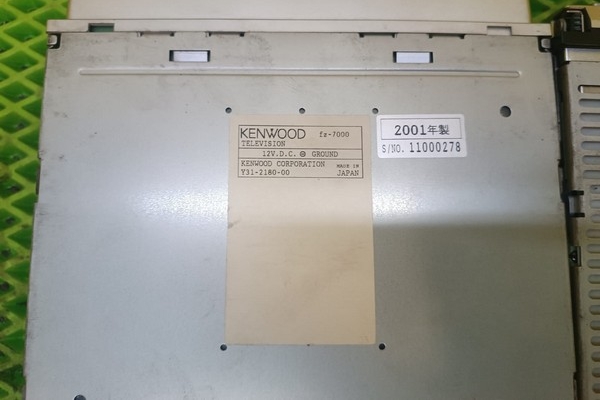 KENWOOD fz-7000
TELEVISION
12V.D.C. ⊖ GROUND
KENWOOD CORPORATION MADE IN
Y31-2180-00 JAPAN
2001年製
S/NO. 11000278